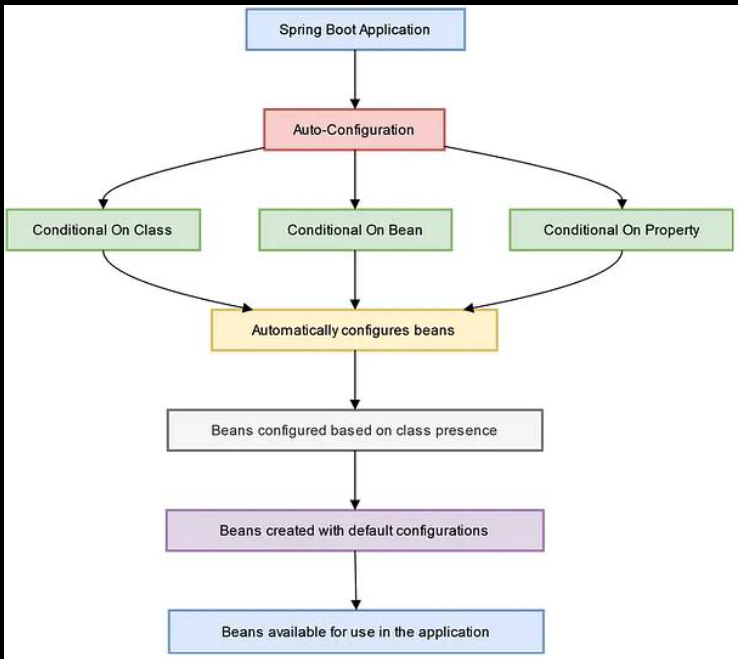 Spring Boot Application
Auto-Configuration
Conditional On Class
Conditional On Bean
Conditional On Property
Automatically configures beans
Beans configured based on class presence
Beans created with default configurations
Beans available for use in the application